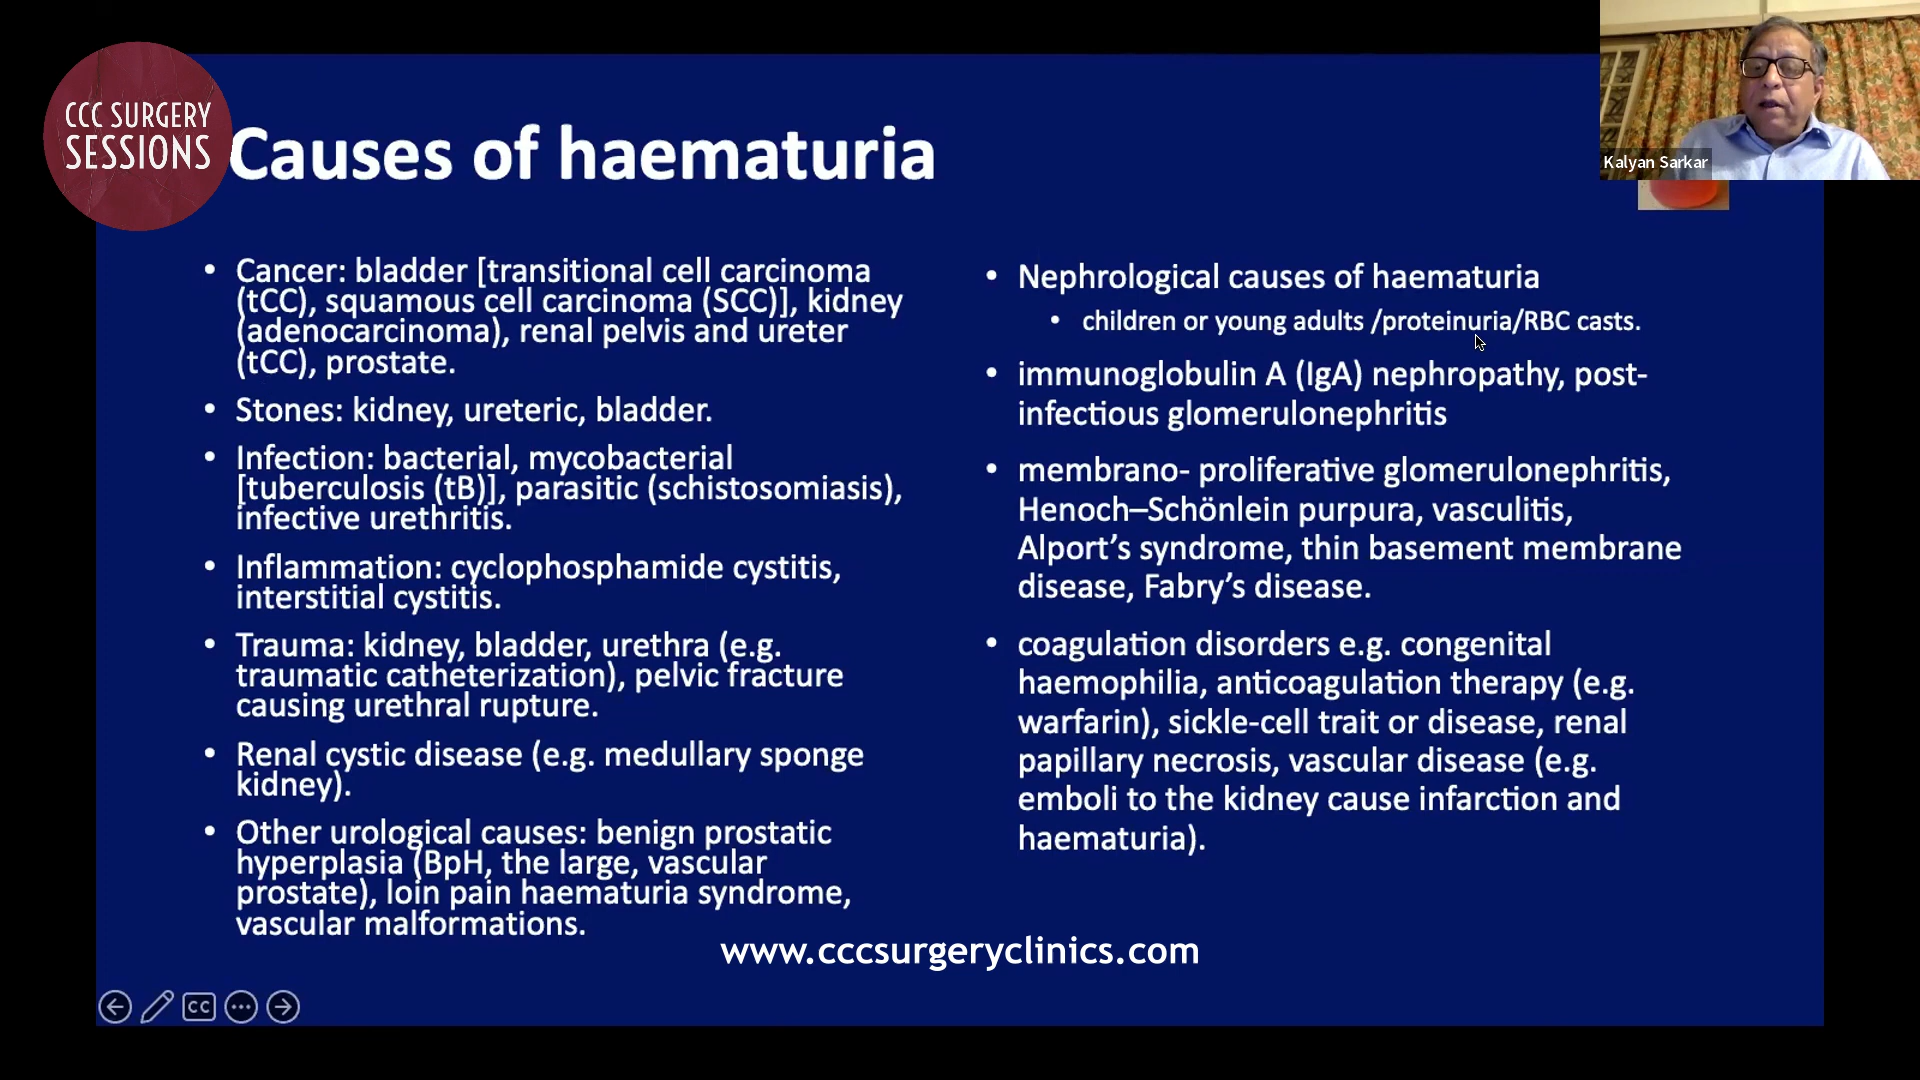 CCC SURGERY
SESSIONS
Causes of haematuria
Kalyan Sarkar
• Cancer: bladder [transitional cell carcinoma
(tCC), squamous cell carcinoma (SCC)], kidney
(adenocarcinoma), renal pelvis and ureter
(tCC), prostate.
• Stones: kidney, ureteric, bladder.
• Infection: bacterial, mycobacterial
[tuberculosis (tB)], parasitic (schistosomiasis),
infective urethritis.
• Inflammation: cyclophosphamide cystitis,
interstitial cystitis.
• Trauma: kidney, bladder, urethra (e.g.
traumatic catheterization), pelvic fracture
causing urethral rupture.
• Renal cystic disease (e.g. medullary sponge
kidney).
• Other urological causes: benign prostatic
hyperplasia (BpH, the large, vascular
prostate), loin pain haematuria syndrome,
vascular malformations.
• Nephrological causes of haematuria
• children or young adults /proteinuria/RBC casts.
• immunoglobulin A (IgA) nephropathy, post-
infectious glomerulonephritis
• membrano- proliferative glomerulonephritis,
Henoch–Schönlein purpura, vasculitis,
Alport’s syndrome, thin basement membrane
disease, Fabry’s disease.
• coagulation disorders e.g. congenital
haemophilia, anticoagulation therapy (e.g.
warfarin), sickle-cell trait or disease, renal
papillary necrosis, vascular disease (e.g.
emboli to the kidney cause infarction and
haematuria).
www.cccsurgeryclinics.com
CC